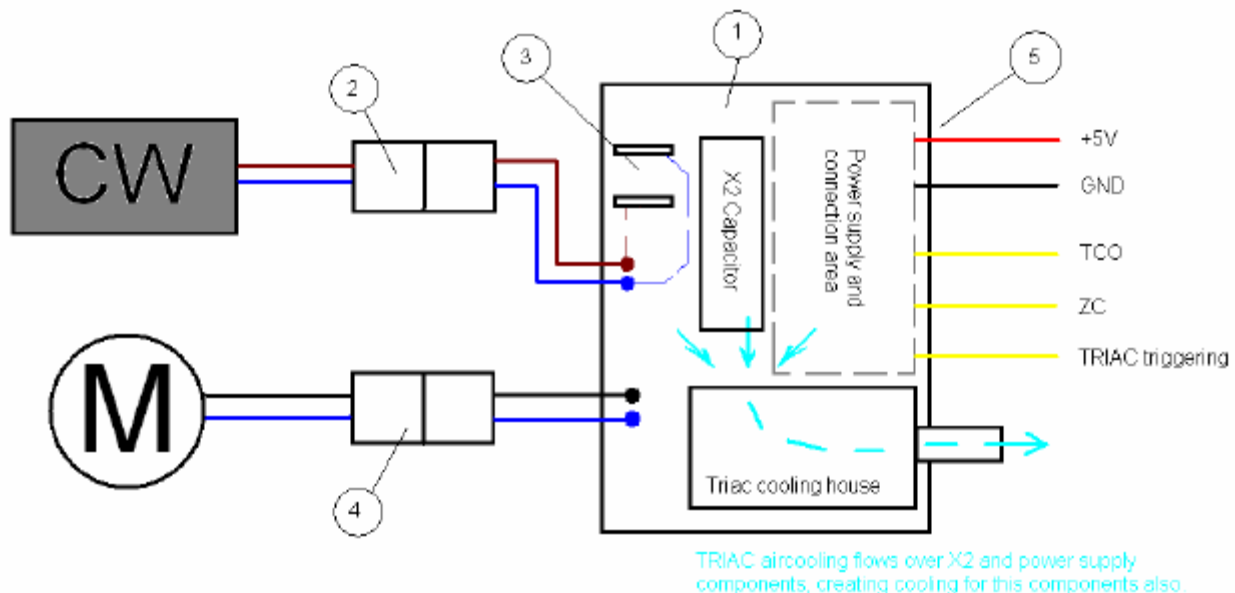 1
3
5
2
CW
+5V
GND
TCO
ZC
TRIAC triggering
X2 Capacitor
Power supply and
connection area
M
4
Triac cooling house
TRIAC aircooling flows over X2 and power supply
components, creating cooling for this components also.